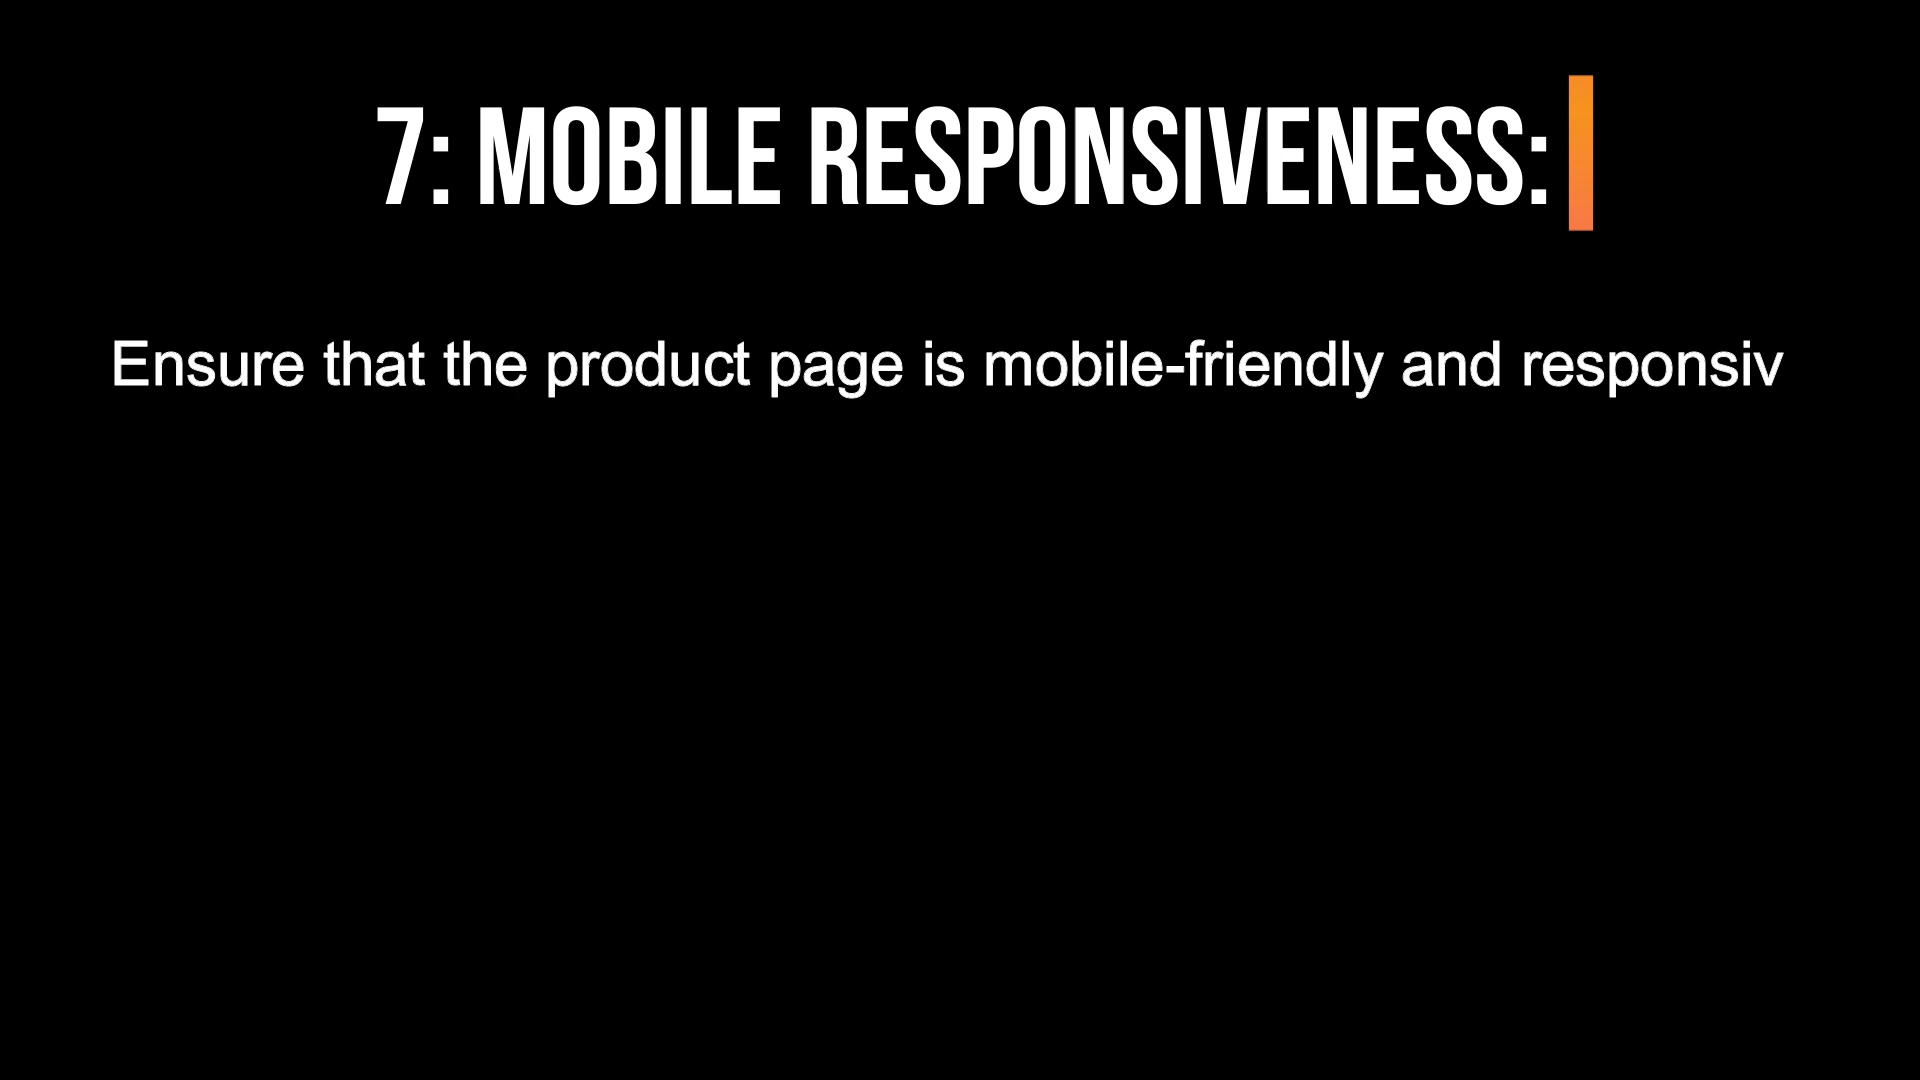 7: MOBILE RESPONSIVENESS:
Ensure that the product page is mobile-friendly and responsiv